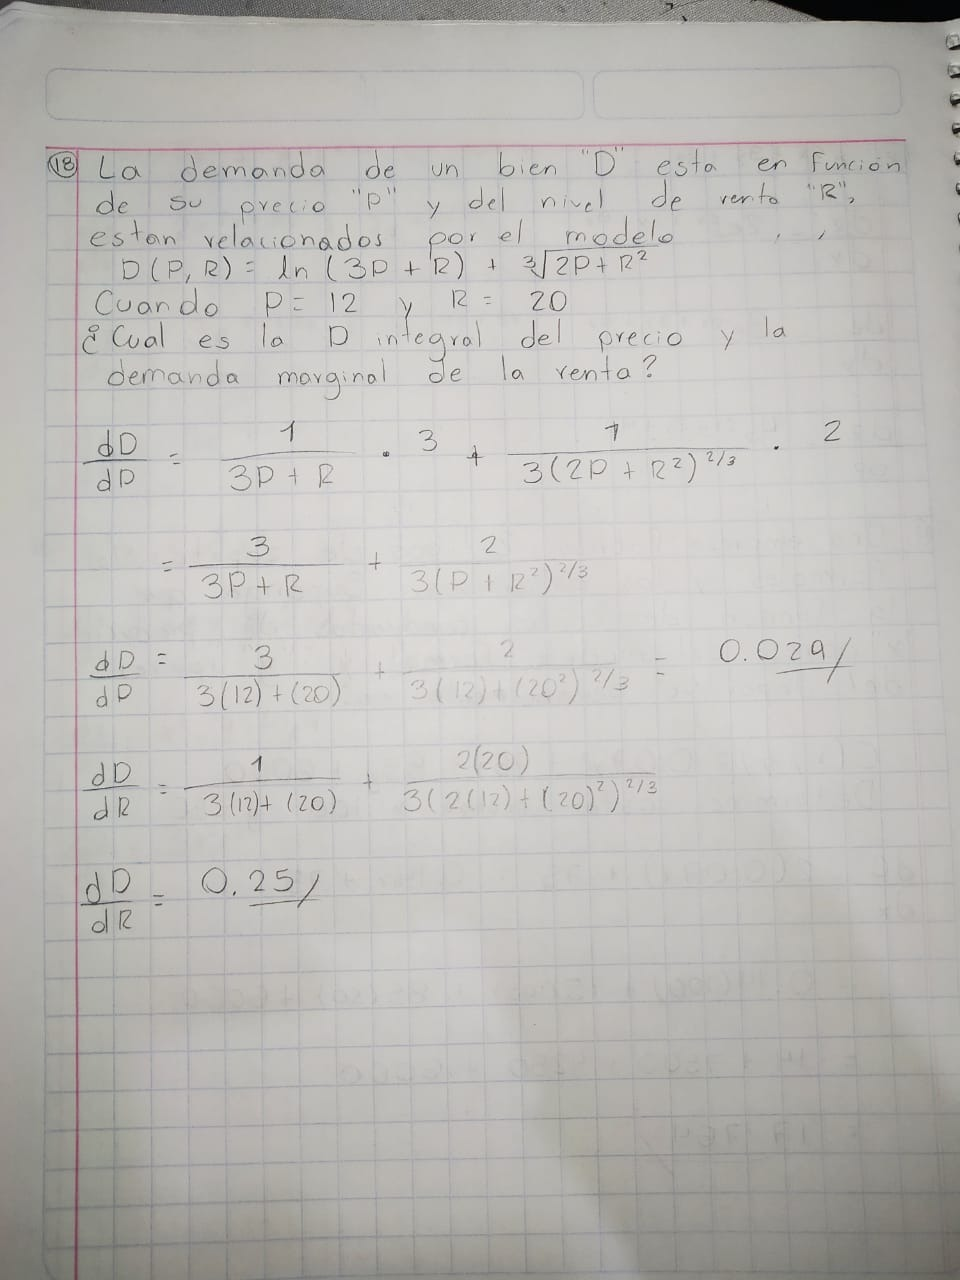 18 La demanda de un bien "D" esta en Función
de su precio "P" y del nivel de rento "R",
estan relacionados por el modelo
D(P, R) = ln (3P + R) + ∛2P + R²
Cuando P = 12 y R = 20
¿Cual es la D integral del precio y la
demanda marginal de la renta?
dD/dP = 1/(3P + R) · 3 + 1/(3(2P + R²)^2/3) · 2
= 3/(3P + R) + 2/(3(P + R²)^2/3)
dD/dP = 3/(3(12) + (20)) + 2/(3(12) + (20²)^2/3) = 0.029/
dD/dR = 1/(3(12) + (20)) + 2(20)/(3(2(12) + (20)²)^2/3)
dD/dR = 0.25/